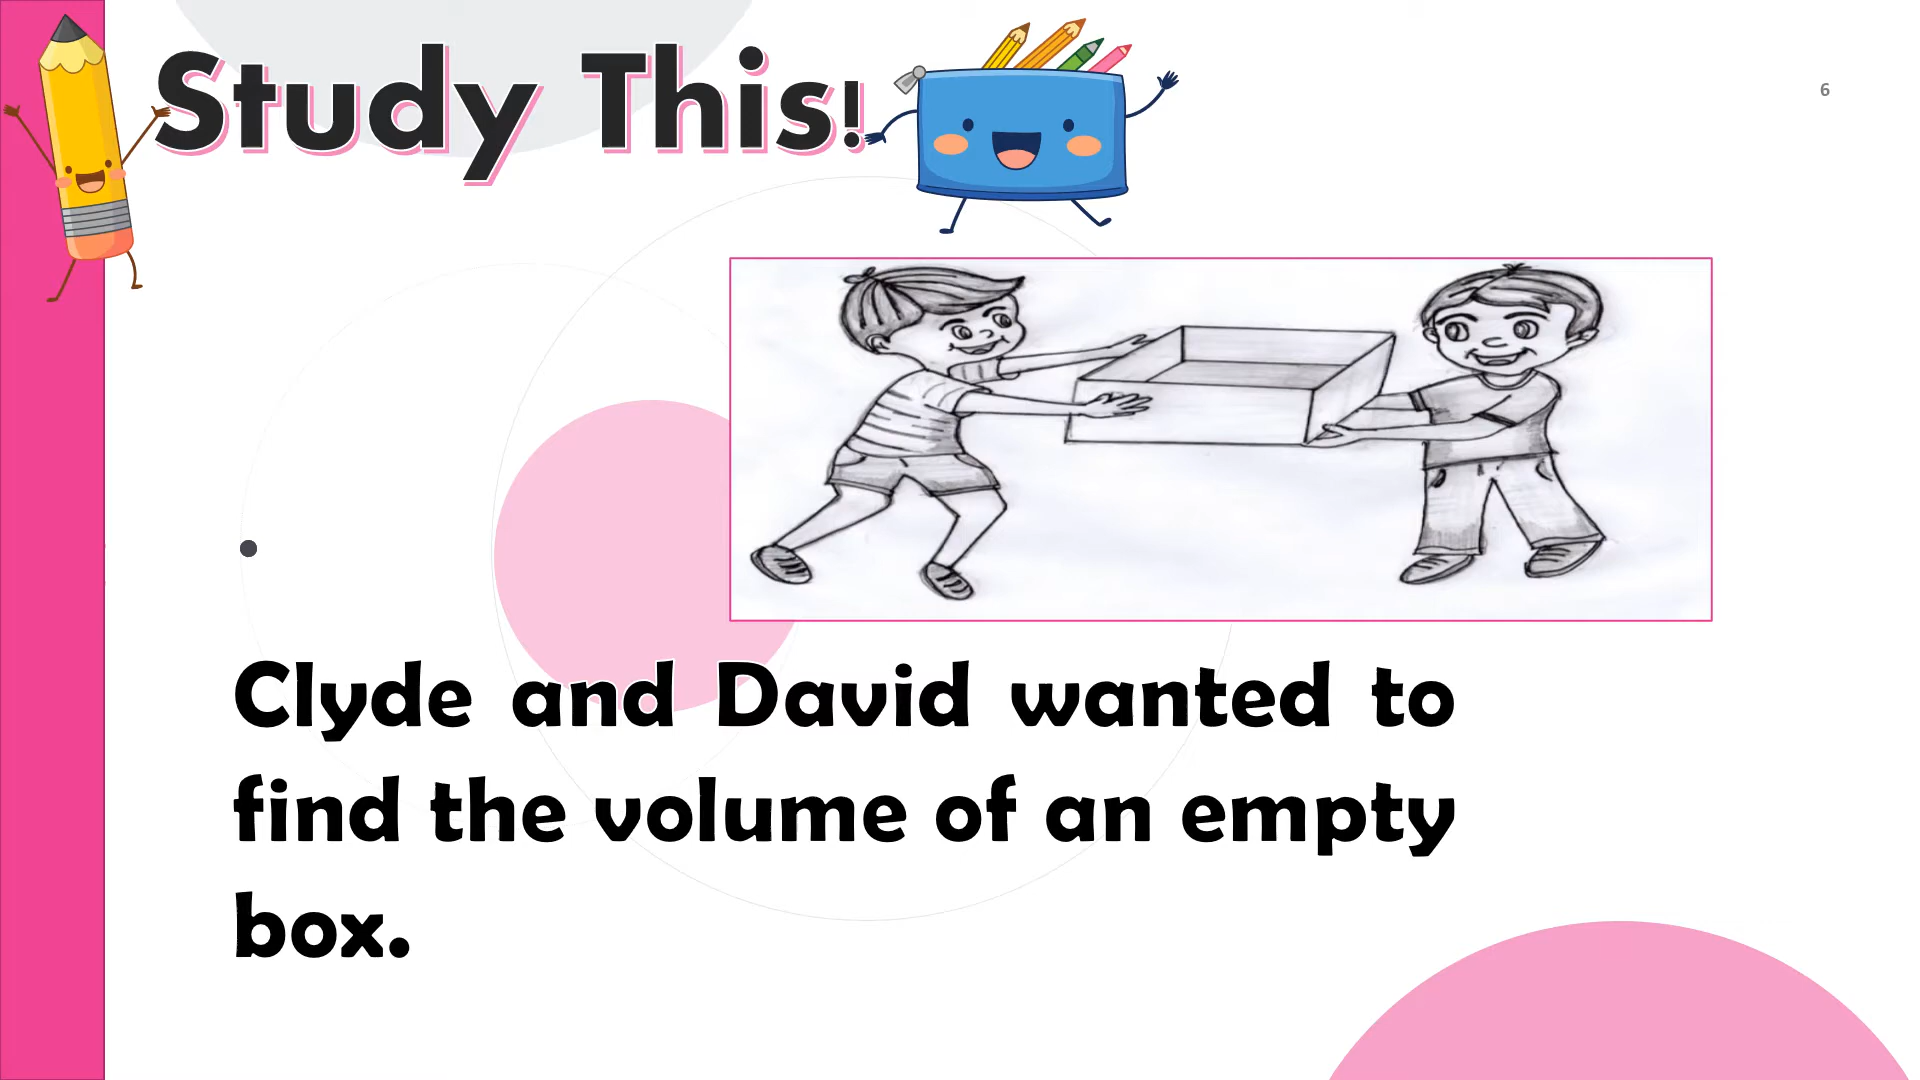 Study This!
6
Clyde and David wanted to
find the volume of an empty
box.